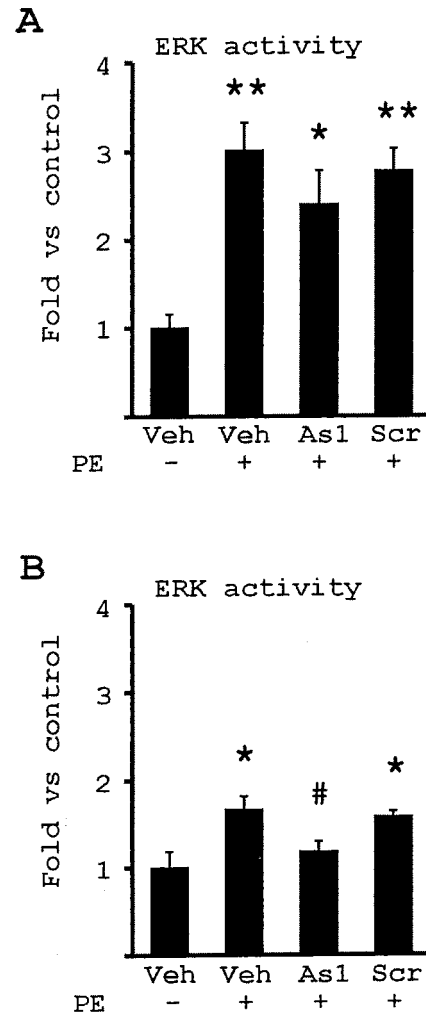 A
ERK activity
Fold vs control
4
**
3
*
**
2
1
Veh Veh As1 Scr
PE - + + +
B
ERK activity
Fold vs control
4
3
2
*
#
*
1
Veh Veh As1 Scr
PE - + + +